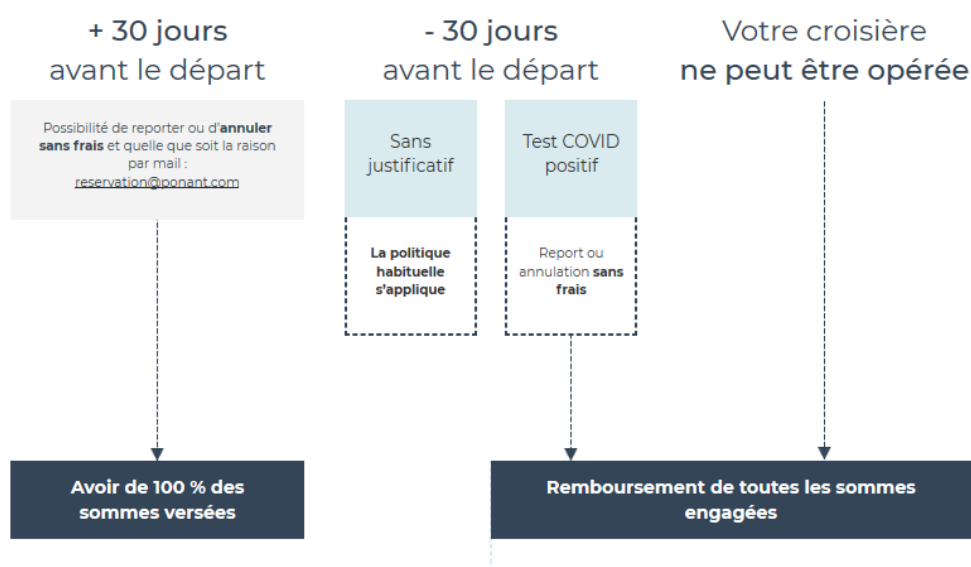 + 30 jours
avant le départ
Possibilité de reporter ou d'annuler
sans frais et quelle que soit la raison
par mail :
reservation@ponant.com
Avoir de 100 % des
sommes versées
- 30 jours
avant le départ
Sans
justificatif
La politique
habituelle
s'applique
Test COVID
positif
Report ou
annulation sans
frais
Votre croisière
ne peut être opérée
Remboursement de toutes les sommes
engagées